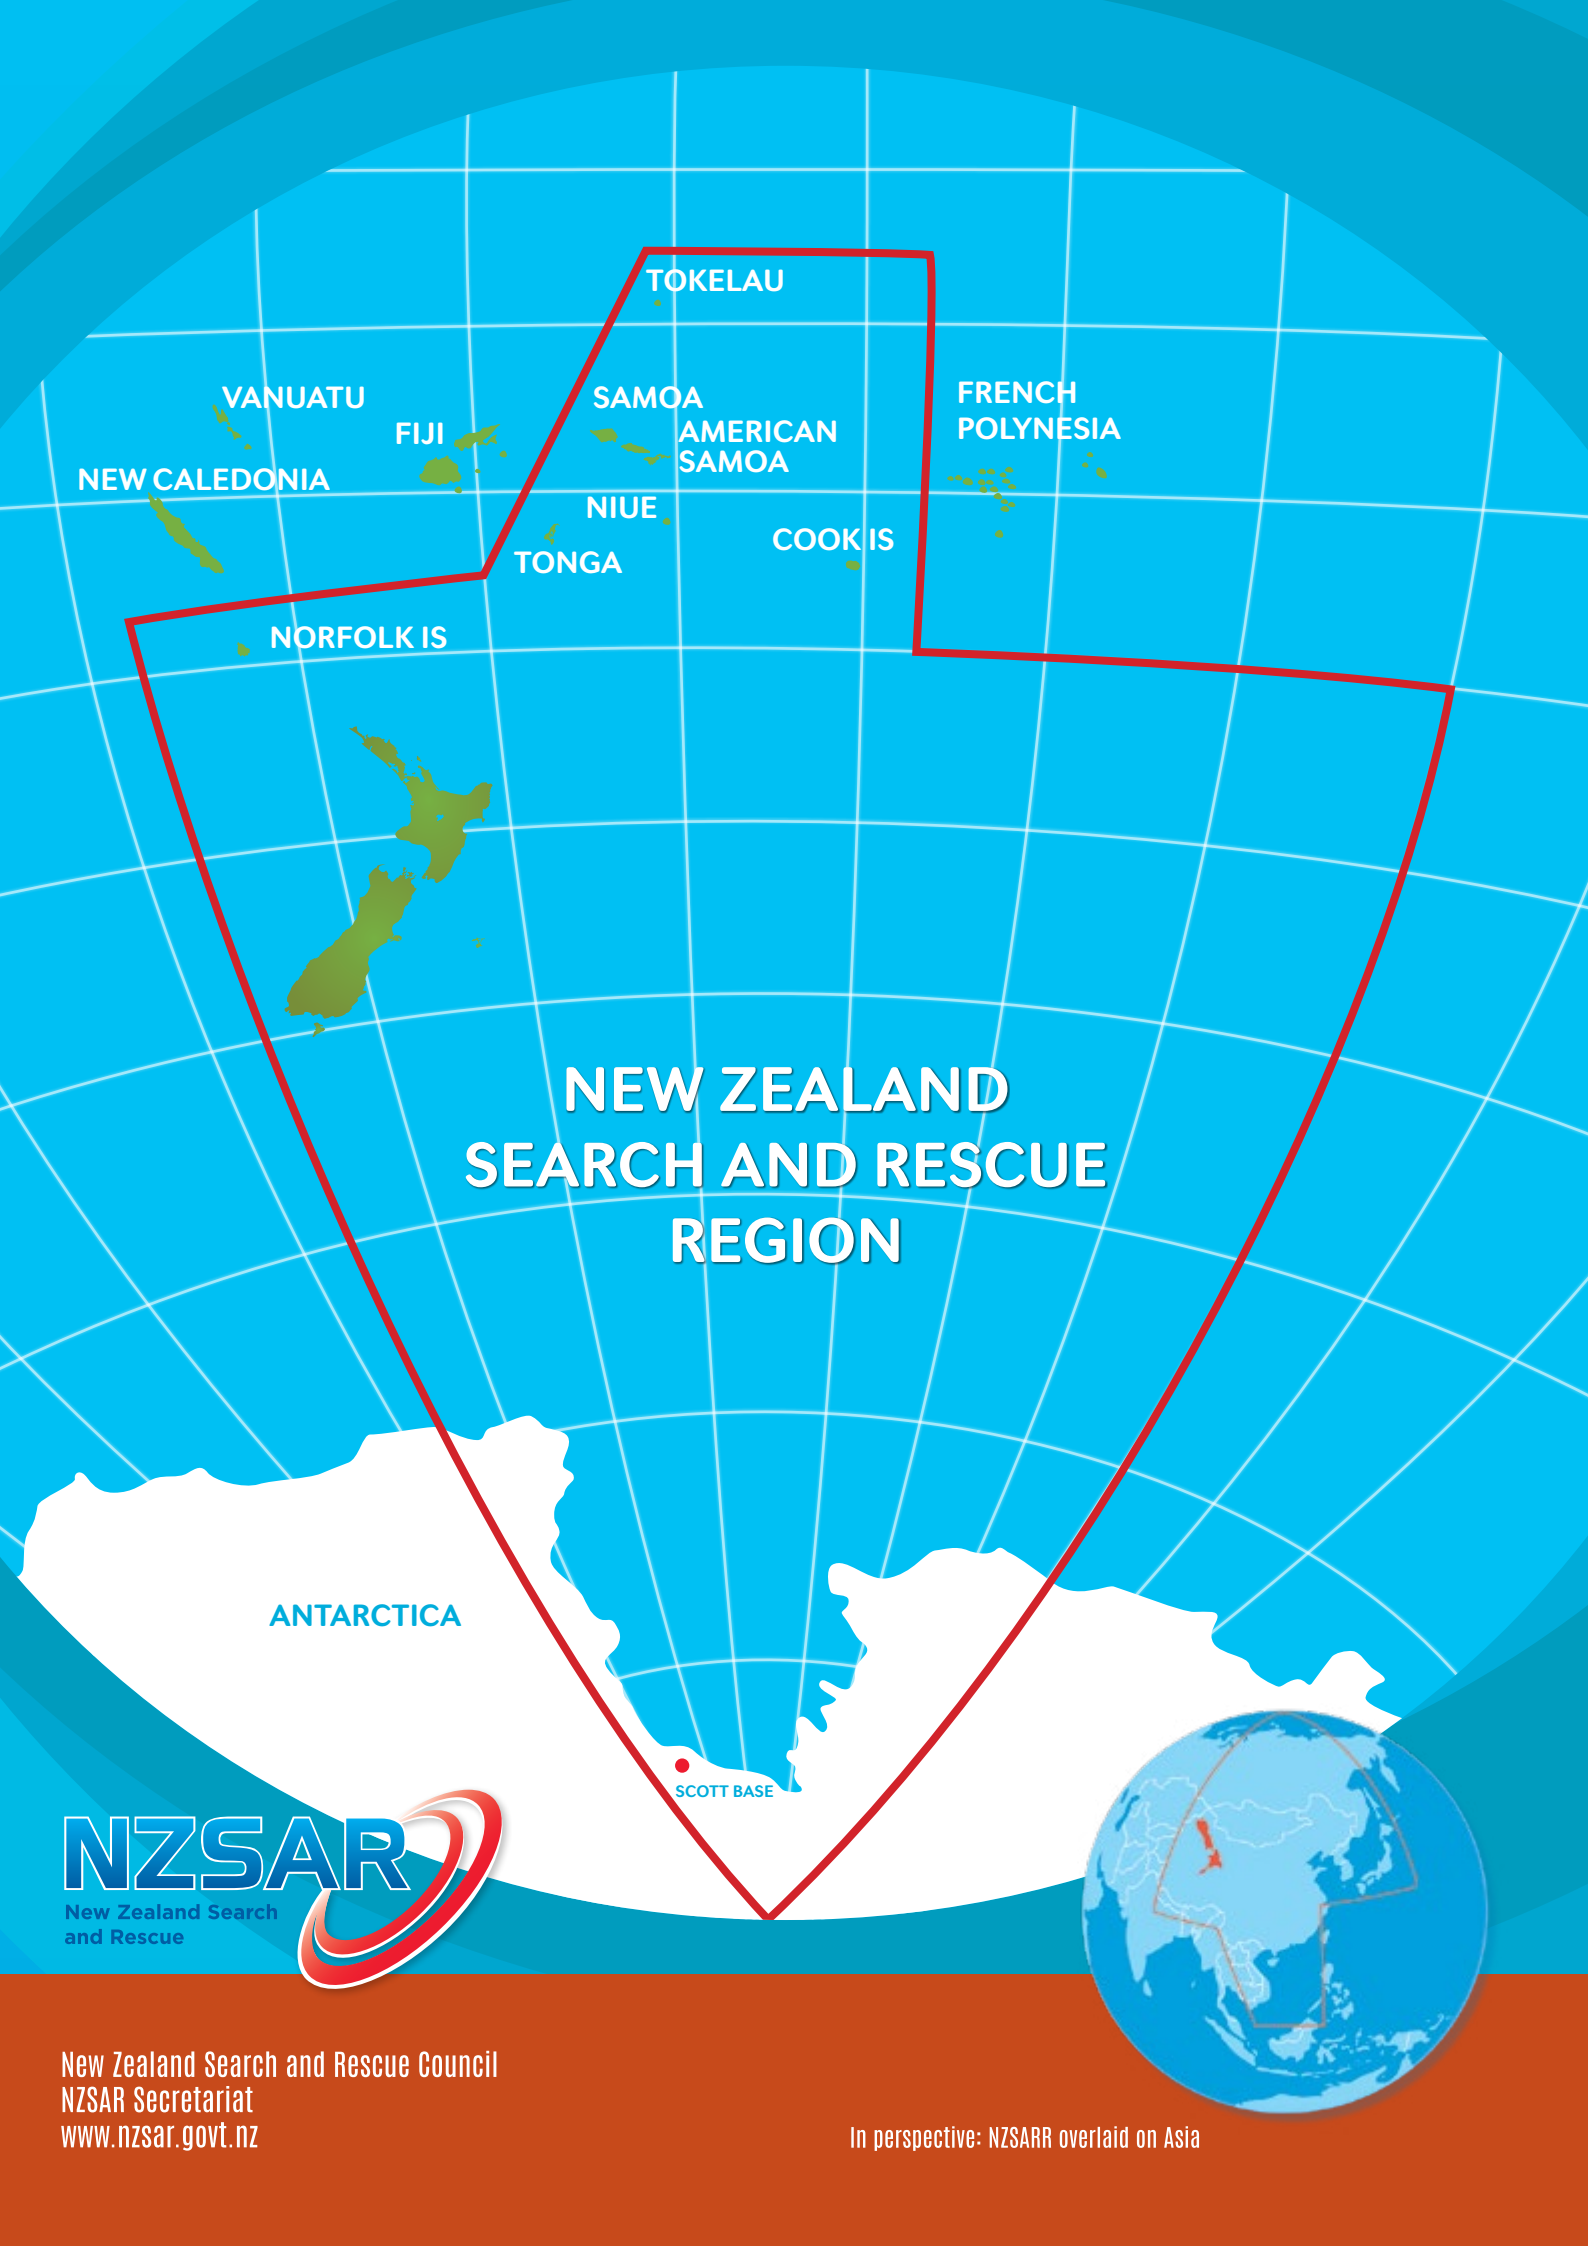 TOKELAU
VANUATU
SAMOA
FRENCH
POLYNESIA
FIJI
AMERICAN
SAMOA
NEW CALEDONIA
NIUE
COOK IS
TONGA
NORFOLK IS
NEW ZEALAND
SEARCH AND RESCUE
REGION
ANTARCTICA
SCOTT BASE
NZSAR
New Zealand Search
and Rescue
New Zealand Search and Rescue Council
NZSAR Secretariat
www.nzsar.govt.nz
In perspective: NZSARR overlaid on Asia